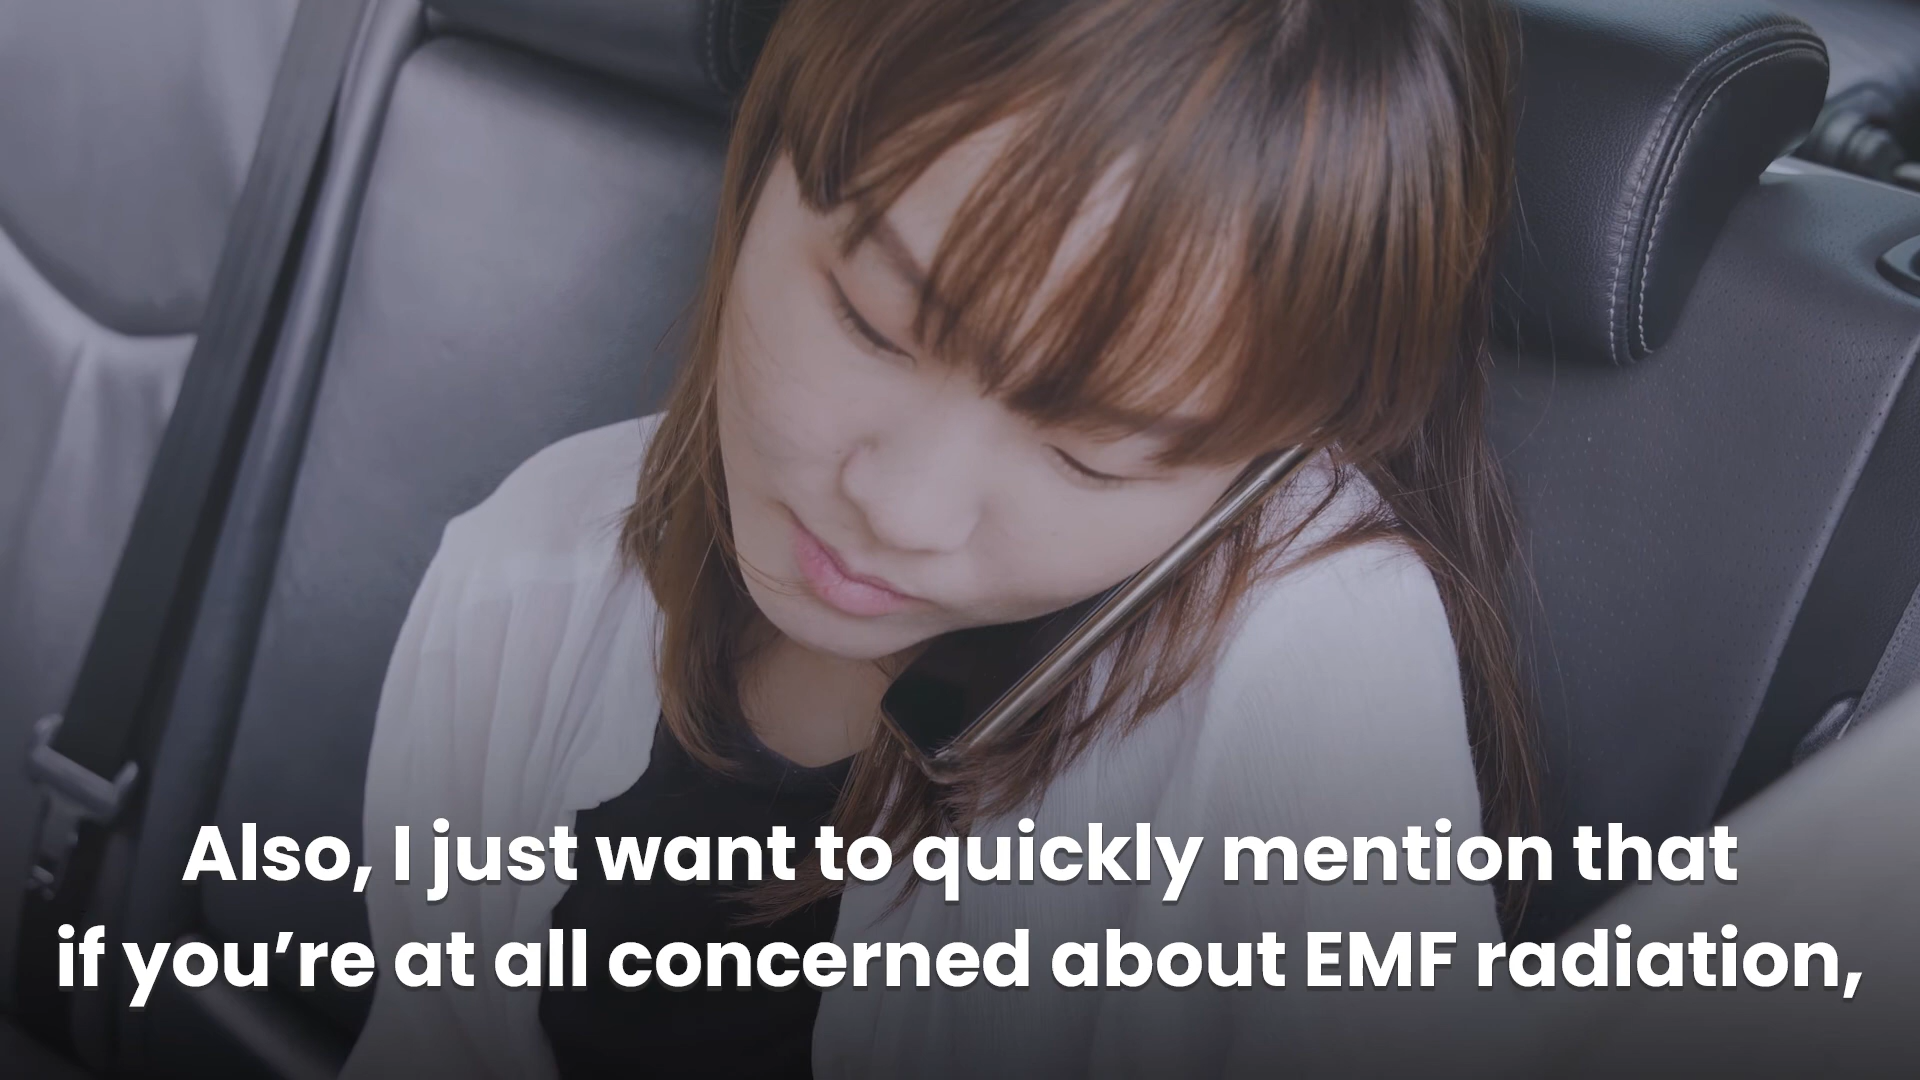 Also, I just want to quickly mention that
if you’re at all concerned about EMF radiation,